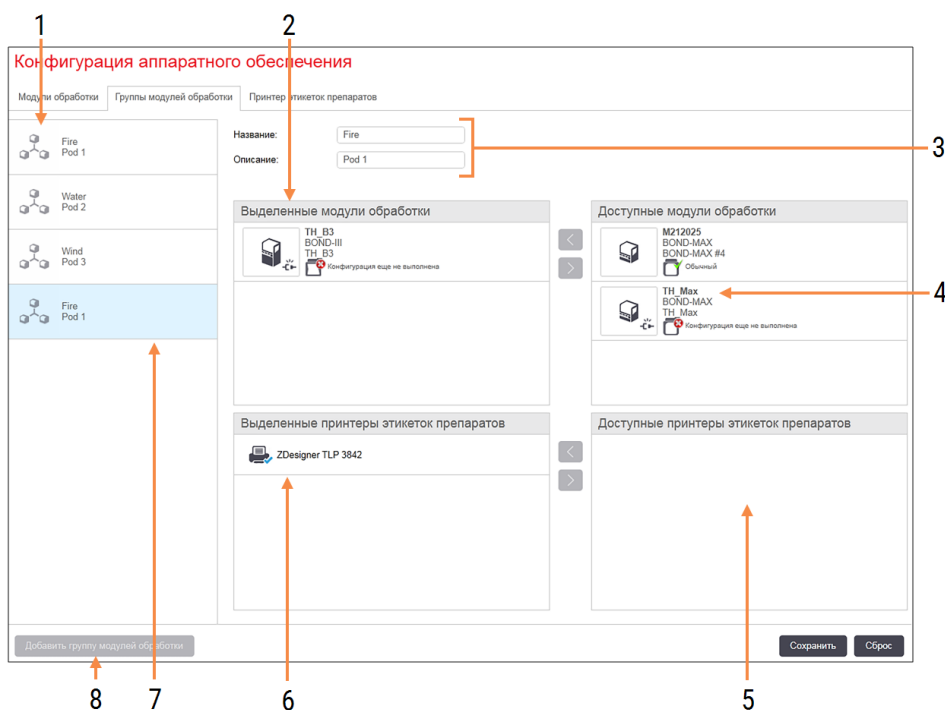 1
2
Конфигурация аппаратного обеспечения
Модули обработки
Группы модулей обработки
Принтер этикеток препаратов
Fire
Pod 1
Water
Pod 2
Wind
Pod 3
Fire
Pod 1
Название:
Fire
Описание:
Pod 1
3
Выделенные модули обработки
TH_B3
BOND-III
TH_B3
Конфигурация еще не выполнена
<
>
Доступные модули обработки
M212025
BOND-MAX
BOND-MAX #4
Обычный
TH_Max
BOND-MAX
TH_Max
Конфигурация еще не выполнена
4
Выделенные принтеры этикеток препаратов
ZDesigner TLP 3842
<
>
Доступные принтеры этикеток препаратов
Добавить группу модулей обработки
Сохранить
Сброс
8
7
6
5